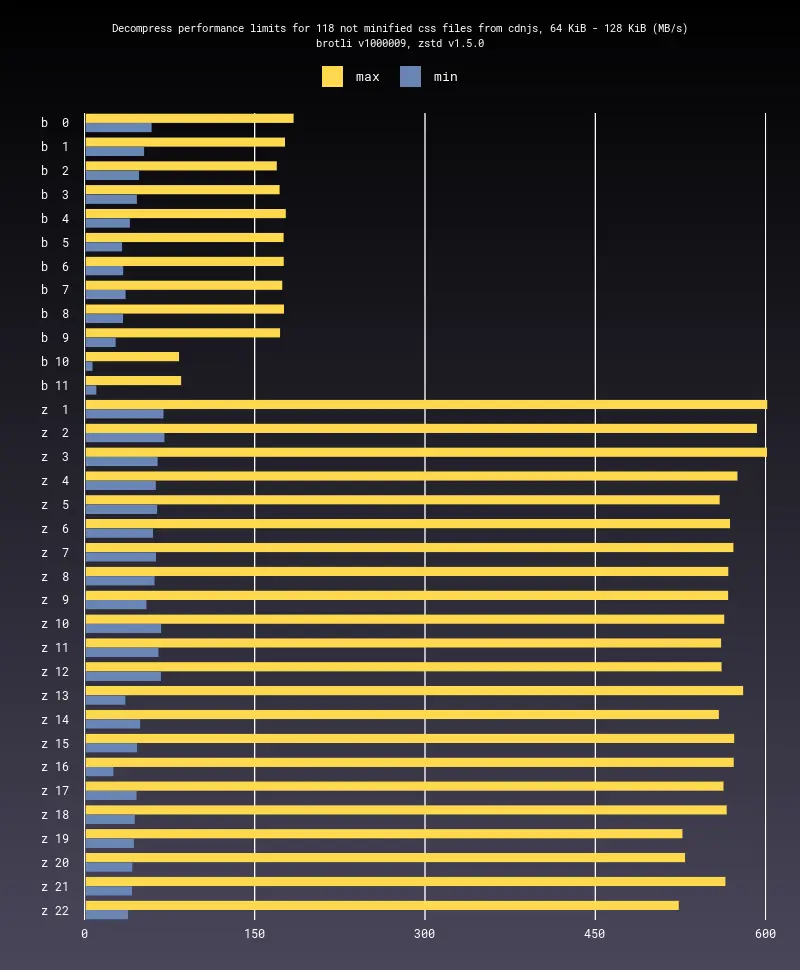 Decompress performance limits for 118 not minified css files from cdnjs, 64 KiB - 128 KiB (MB/s)
brotli v1000009, zstd v1.5.0
max min
b 0
b 1
b 2
b 3
b 4
b 5
b 6
b 7
b 8
b 9
b 10
b 11
z 1
z 2
z 3
z 4
z 5
z 6
z 7
z 8
z 9
z 10
z 11
z 12
z 13
z 14
z 15
z 16
z 17
z 18
z 19
z 20
z 21
z 22
0 150 300 450 600